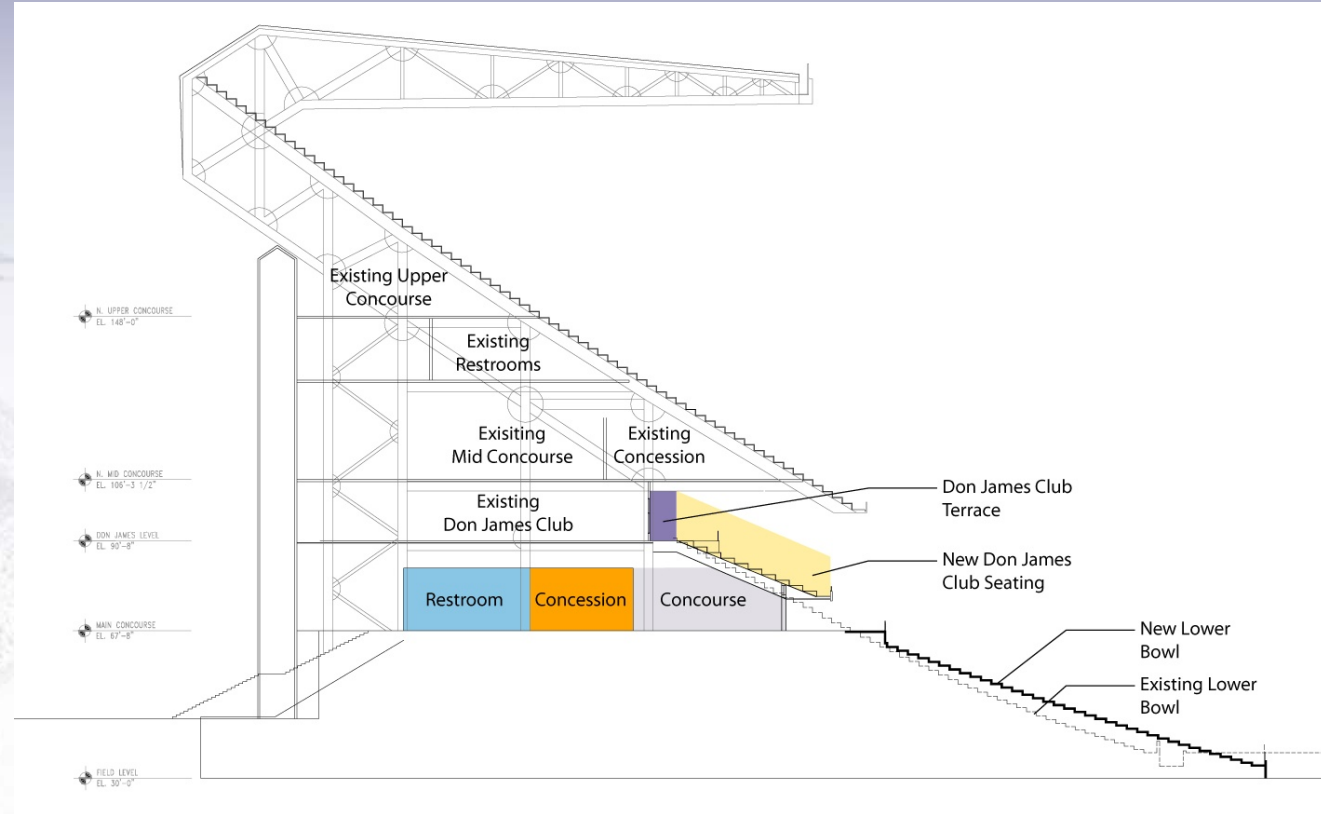 Existing Upper
Concourse
N. UPPER CONCOURSE
EL. 148'-0"
Existing
Restrooms
Exisiting
Mid Concourse
Existing
Concession
N. MID CONCOURSE
EL. 106'-3 1/2"
Don James Club
Terrace
Existing
Don James Club
DON JAMES LEVEL
EL. 90'-8"
New Don James
Club Seating
Restroom
Concession
Concourse
MAIN CONCOURSE
EL. 67'-8"
New Lower
Bowl
Existing Lower
Bowl
FIELD LEVEL
EL. 30'-0"